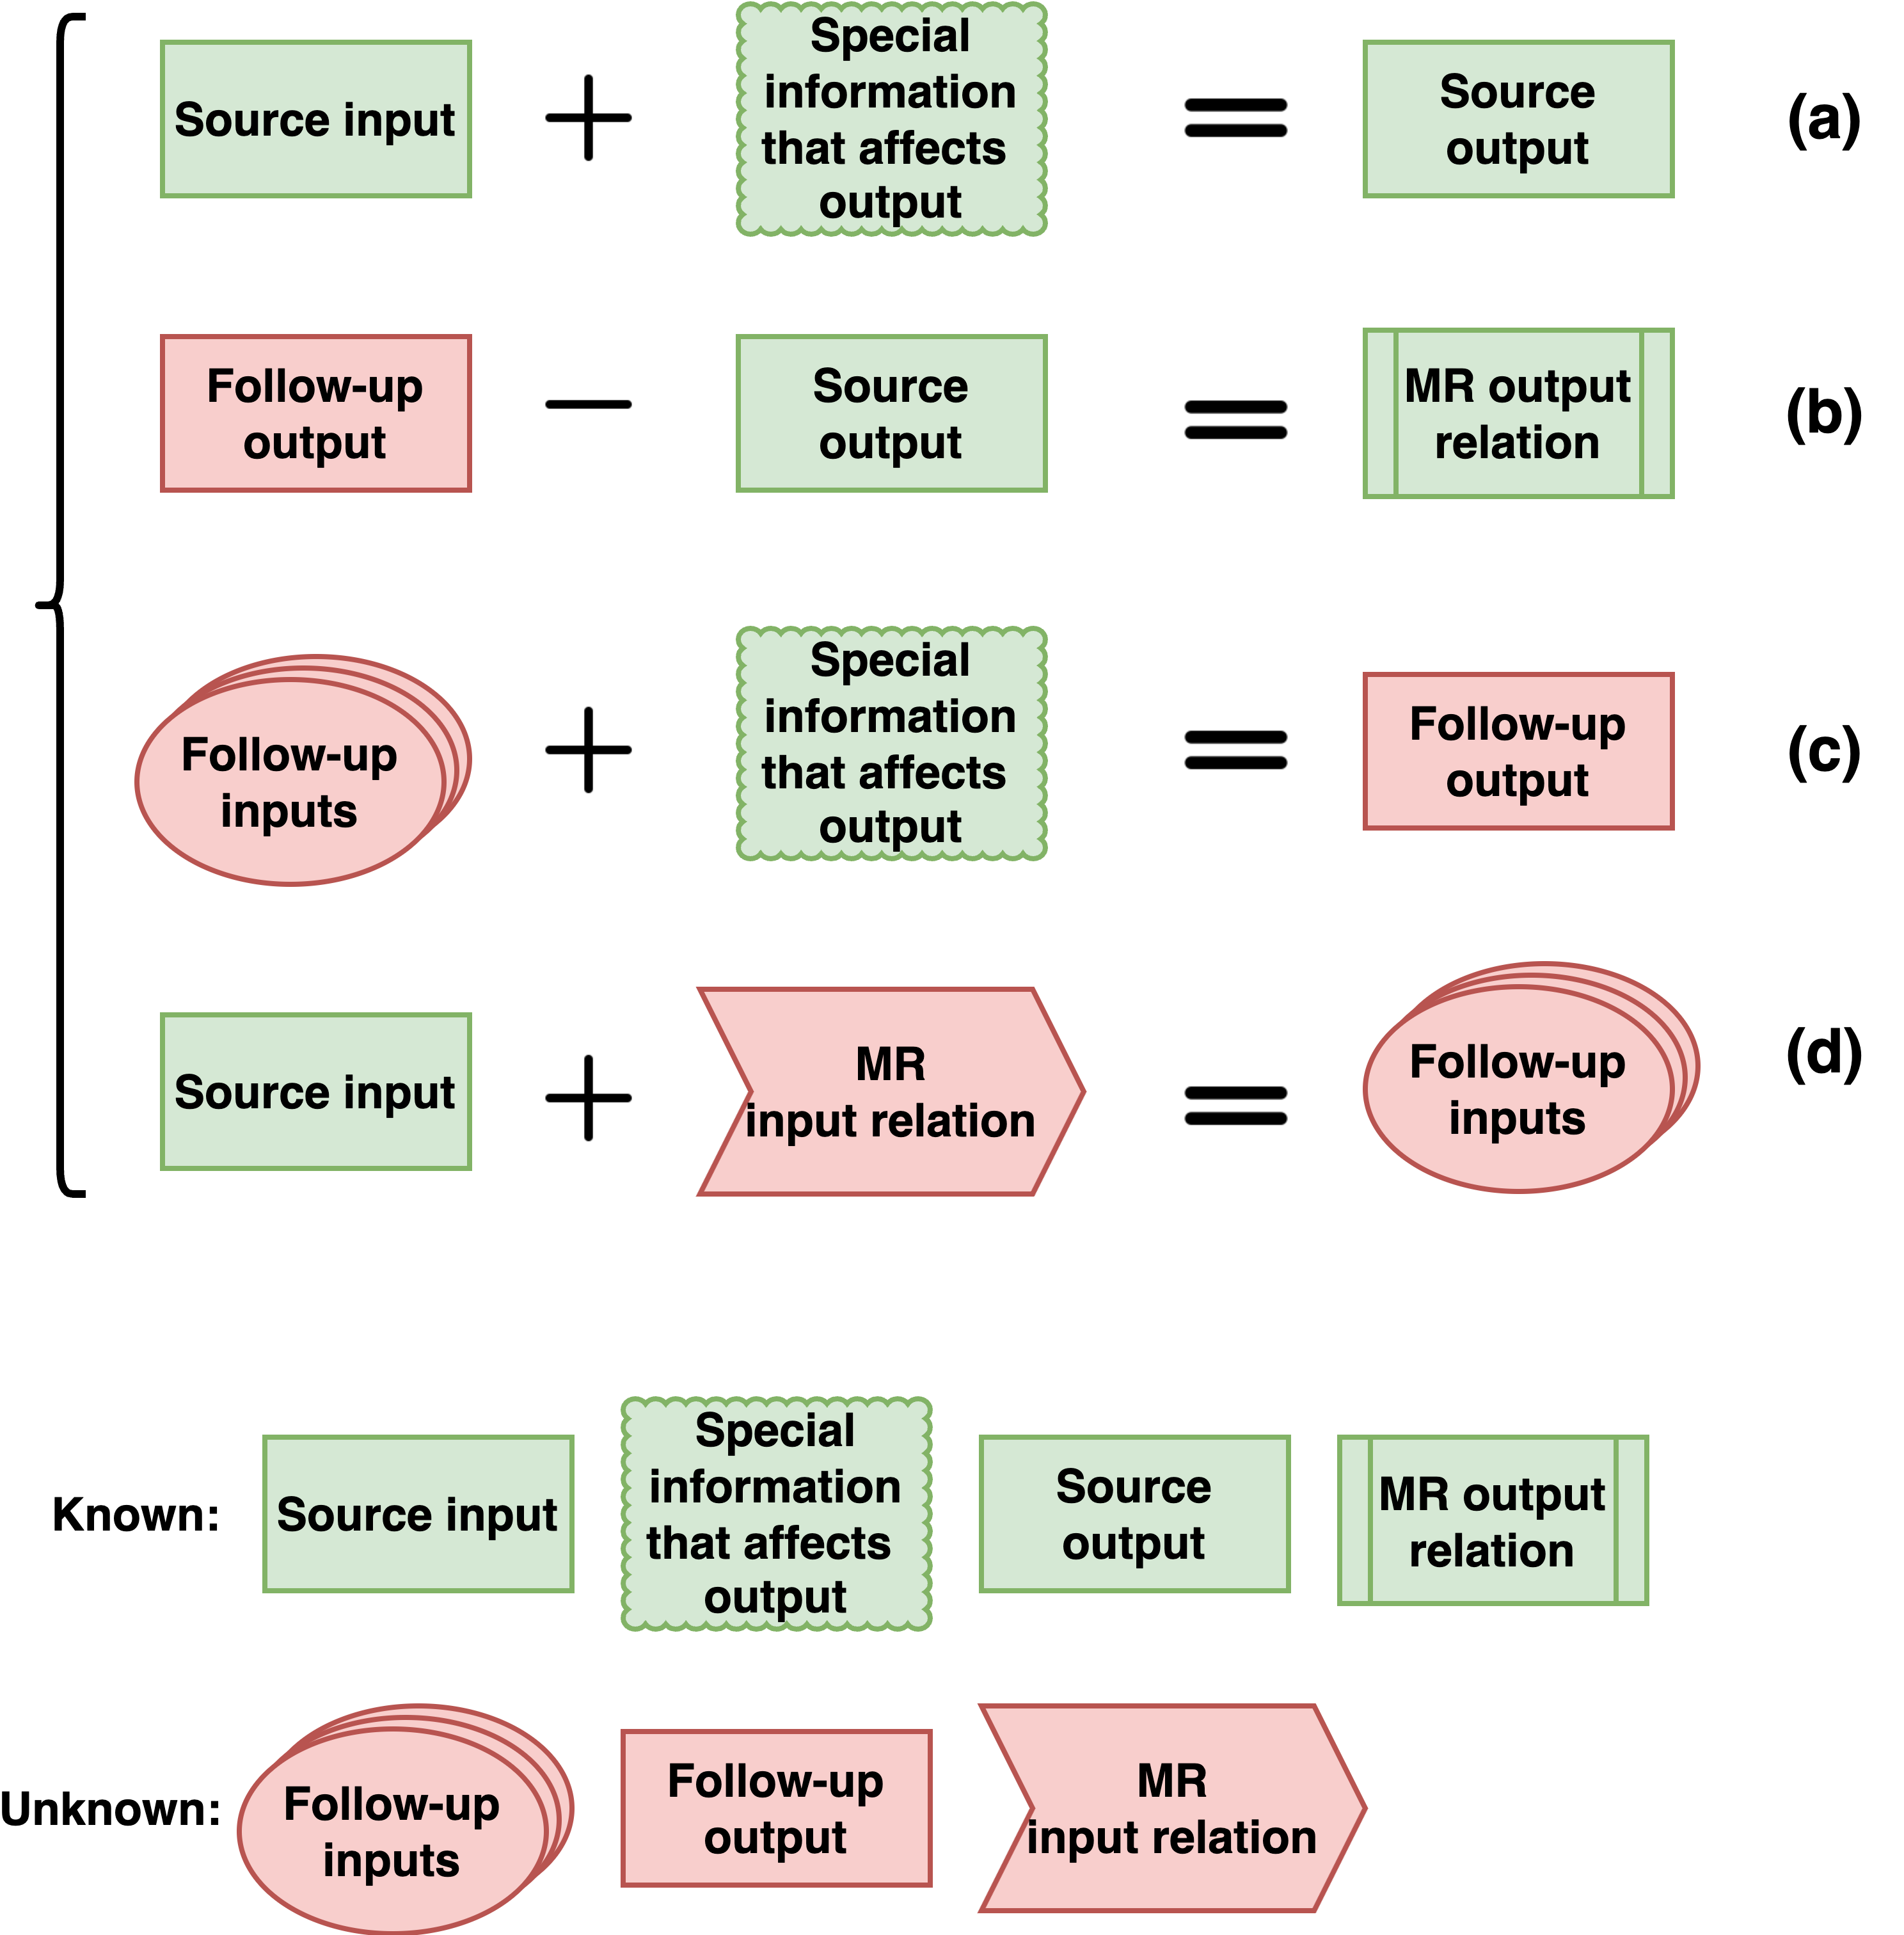 Source input
Special
information
that affects
output
Source
output
(a)
Follow-up
output
Source
output
MR output
relation
(b)
Follow-up
inputs
Special
information
that affects
output
Follow-up
output
(c)
Source input
MR
input relation
Follow-up
inputs
(d)
Known:
Source input
Special
information
that affects
output
Source
output
MR output
relation
Unknown:
Follow-up
inputs
Follow-up
output
MR
input relation